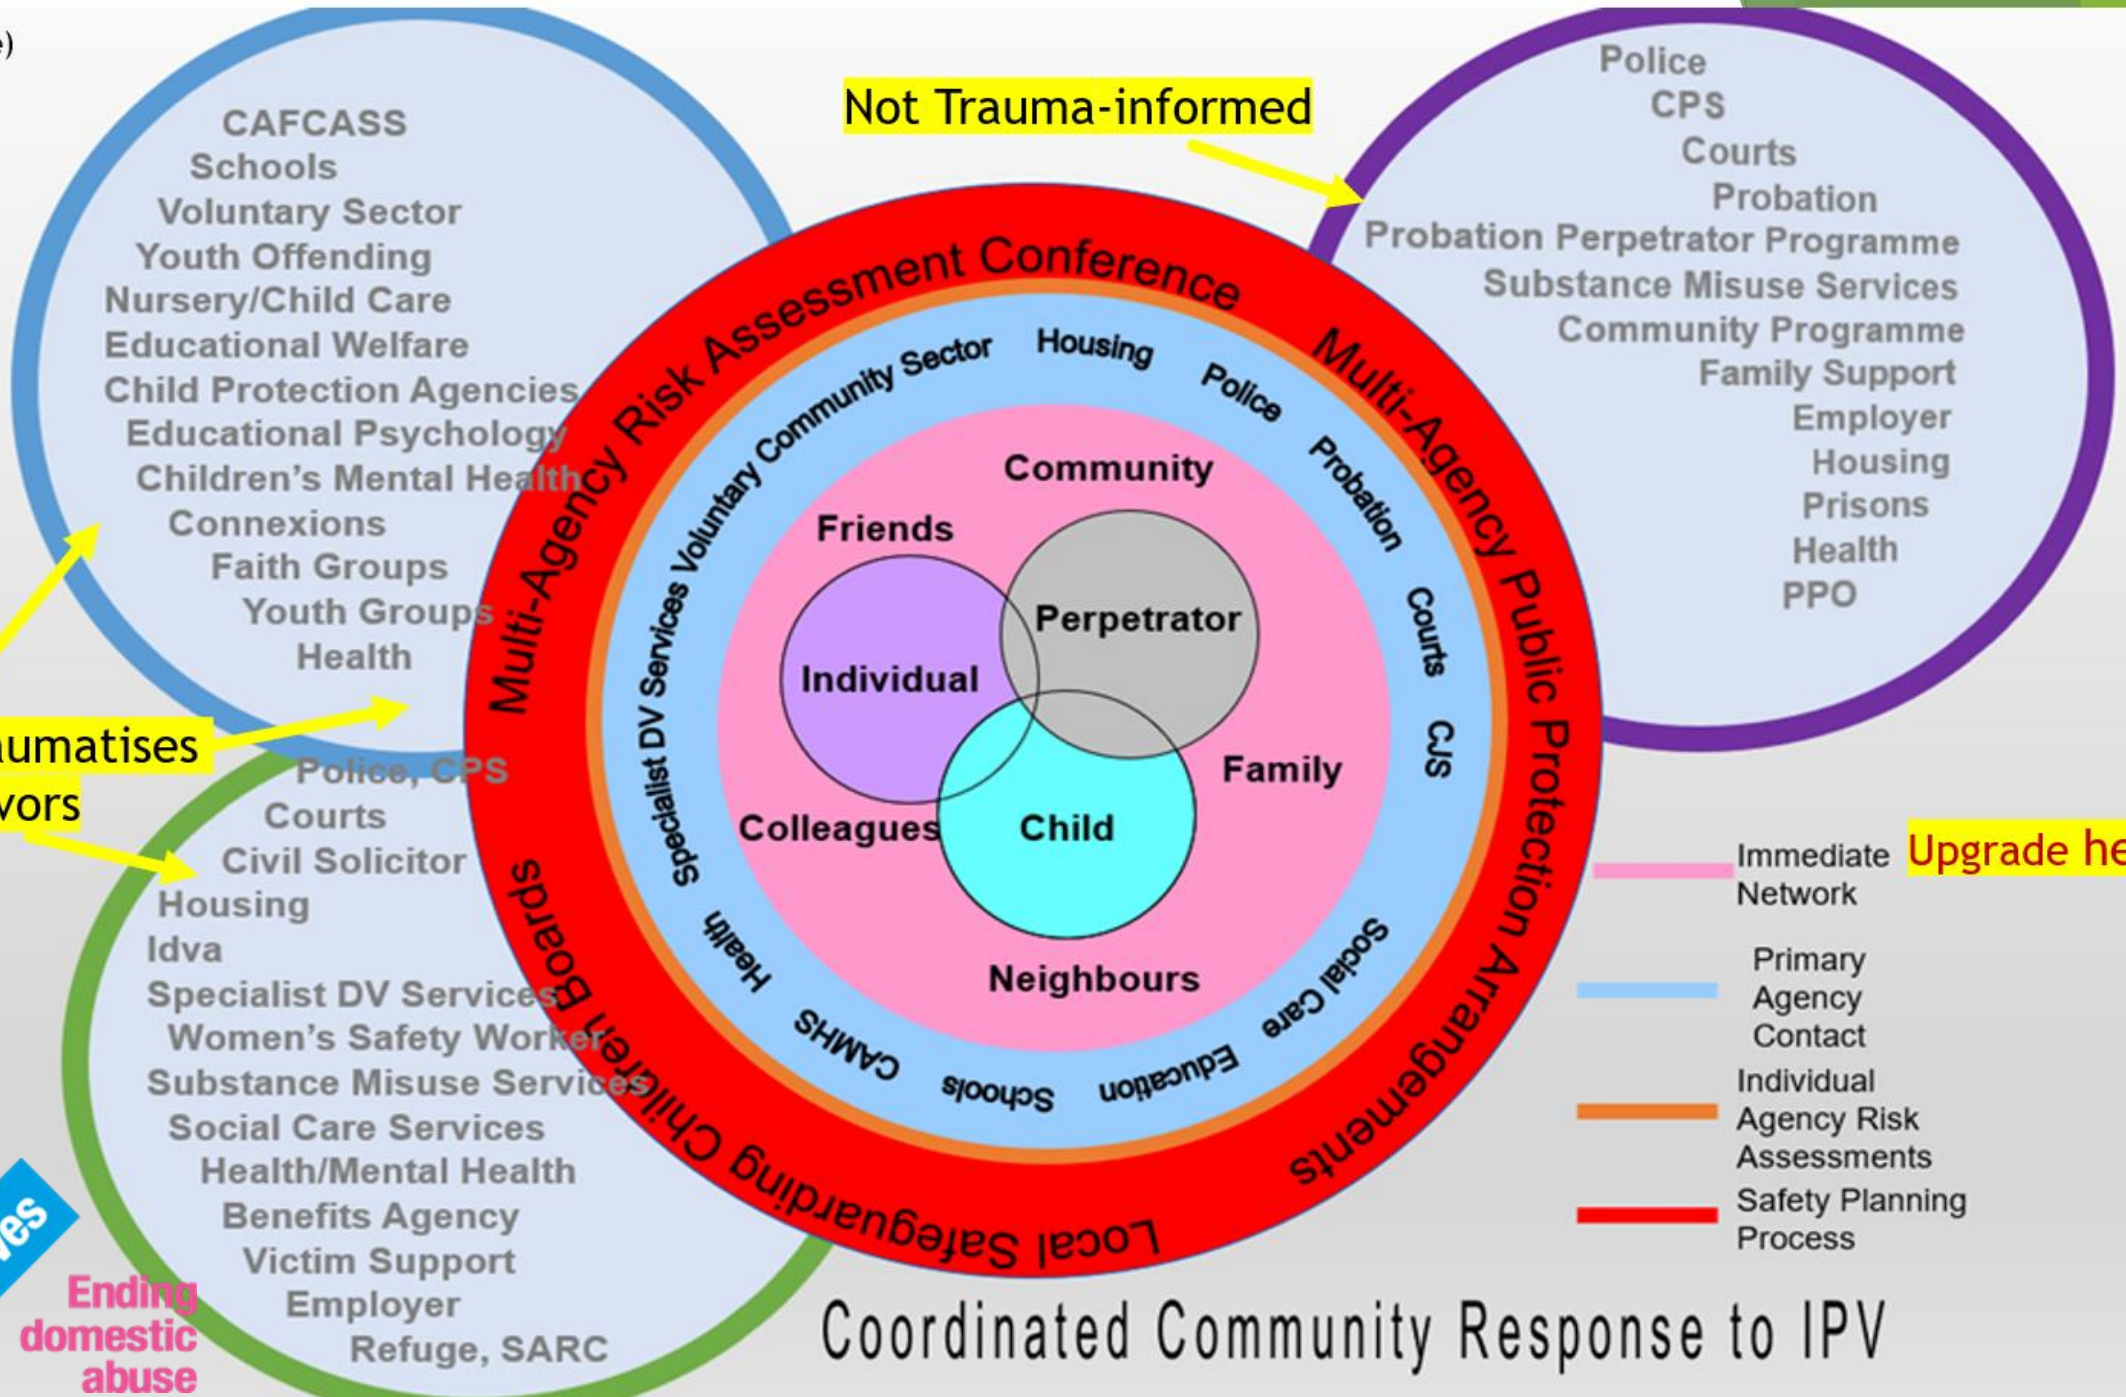 e)
CAFCASS
Schools
Voluntary Sector
Youth Offending
Nursery/Child Care
Educational Welfare
Child Protection Agencies
Educational Psychology
Children's Mental Health
Connexions
Faith Groups
Youth Groups
Health
Not Trauma-informed
Police
CPS
Courts
Probation
Probation Perpetrator Programme
Substance Misuse Services
Community Programme
Family Support
Employer
Housing
Prisons
Health
PPO
Multi-Agency Risk Assessment Conference
Multi-Agency Public Protection Arrangements
Local Safeguarding Children Boards
Specialist DV Services
Voluntary Community Sector
Housing
Police
Probation
Courts
CJS
Social Care
Education
Schools
CAMHS
Health
Community
Friends
Perpetrator
Individual
Family
Colleagues
Child
Neighbours
aumatises
vors
Police, CPS
Courts
Civil Solicitor
Housing
Idva
Specialist DV Services
Women's Safety Worker
Substance Misuse Services
Social Care Services
Health/Mental Health
Benefits Agency
Victim Support
Employer
Refuge, SARC
ves
Ending
domestic
abuse
Immediate
Network
Upgrade he
Primary
Agency
Contact
Individual
Agency Risk
Assessments
Safety Planning
Process
Coordinated Community Response to IPV